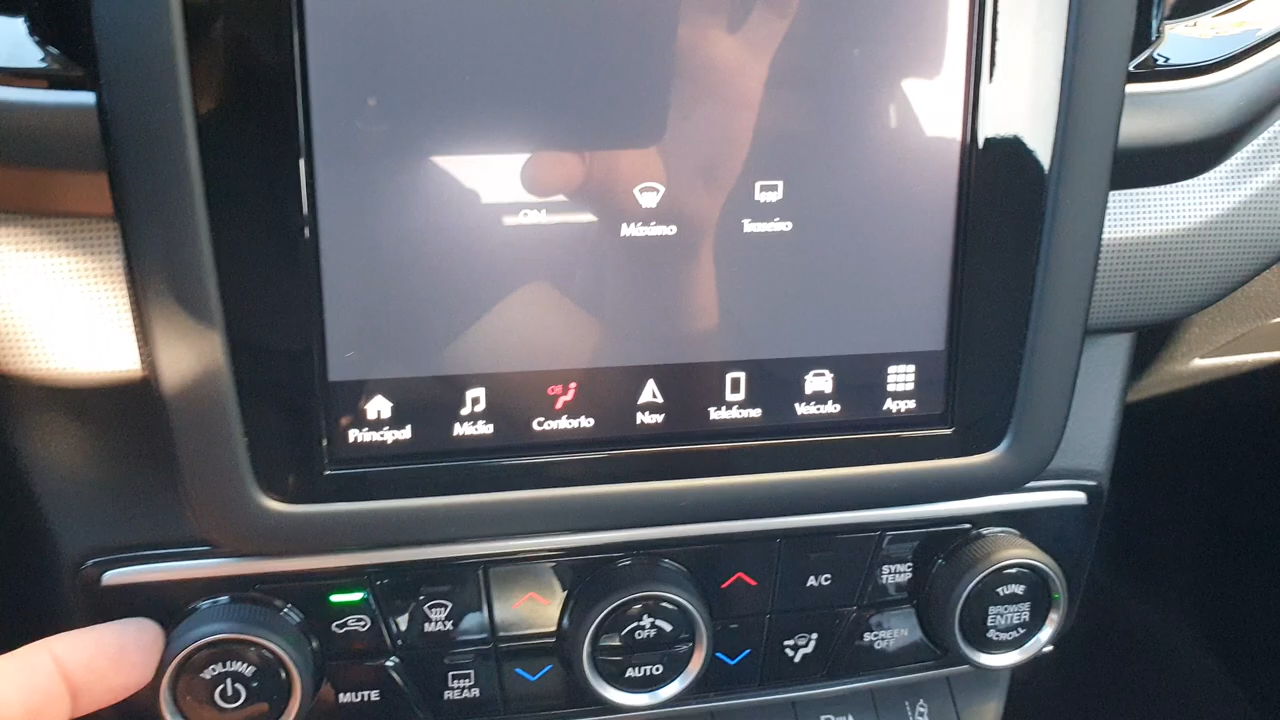 ON
Máximo
Traseiro
Principal
Mídia
Conforto
Nav
Telefone
Veículo
Apps
VOLUME
MUTE
MAX
REAR
OFF
AUTO
A/C
SYNC
TEMP
SCREEN
OFF
TUNE
BROWSE
ENTER
SCROLL